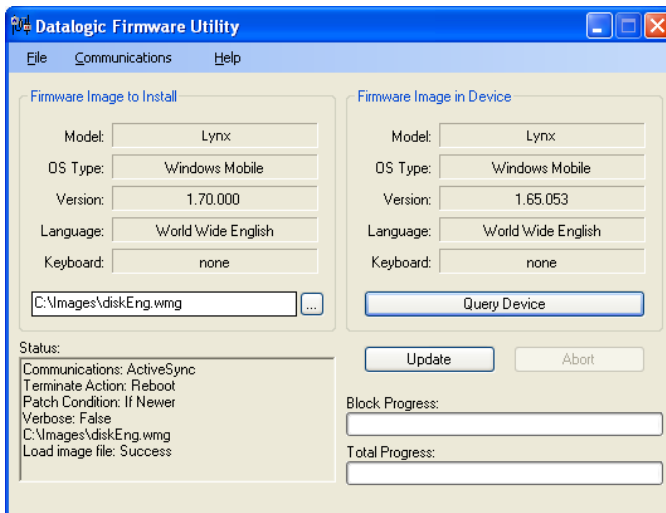 Datalogic Firmware Utility
File Communications Help
Firmware Image to Install
Model: Lynx
OS Type: Windows Mobile
Version: 1.70.000
Language: World Wide English
Keyboard: none
C:\Images\diskEng.wmg ...
Firmware Image in Device
Model: Lynx
OS Type: Windows Mobile
Version: 1.65.053
Language: World Wide English
Keyboard: none
Query Device
Status:
Communications: ActiveSync
Terminate Action: Reboot
Patch Condition: If Newer
Verbose: False
C:\Images\diskEng.wmg
Load image file: Success
Update Abort
Block Progress:
Total Progress: